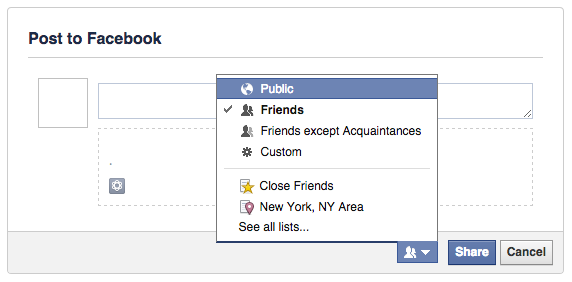 Post to Facebook
Public
Friends
Friends except Acquaintances
Custom
Close Friends
New York, NY Area
See all lists...
Share
Cancel